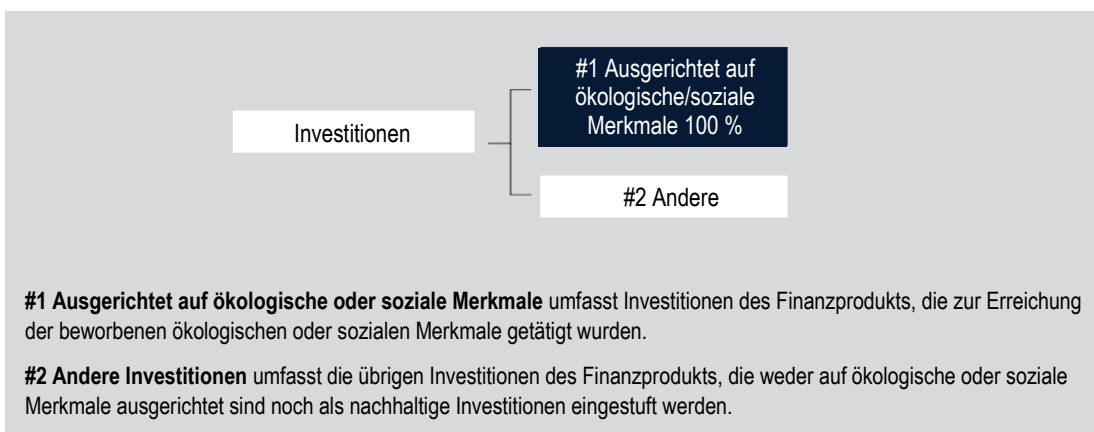 #1 Ausgerichtet auf
ökologische/soziale
Merkmale 100 %
Investitionen
#2 Andere
#1 Ausgerichtet auf ökologische oder soziale Merkmale umfasst Investitionen des Finanzprodukts, die zur Erreichung
der beworbenen ökologischen oder sozialen Merkmale getätigt wurden.
#2 Andere Investitionen umfasst die übrigen Investitionen des Finanzprodukts, die weder auf ökologische oder soziale
Merkmale ausgerichtet sind noch als nachhaltige Investitionen eingestuft werden.